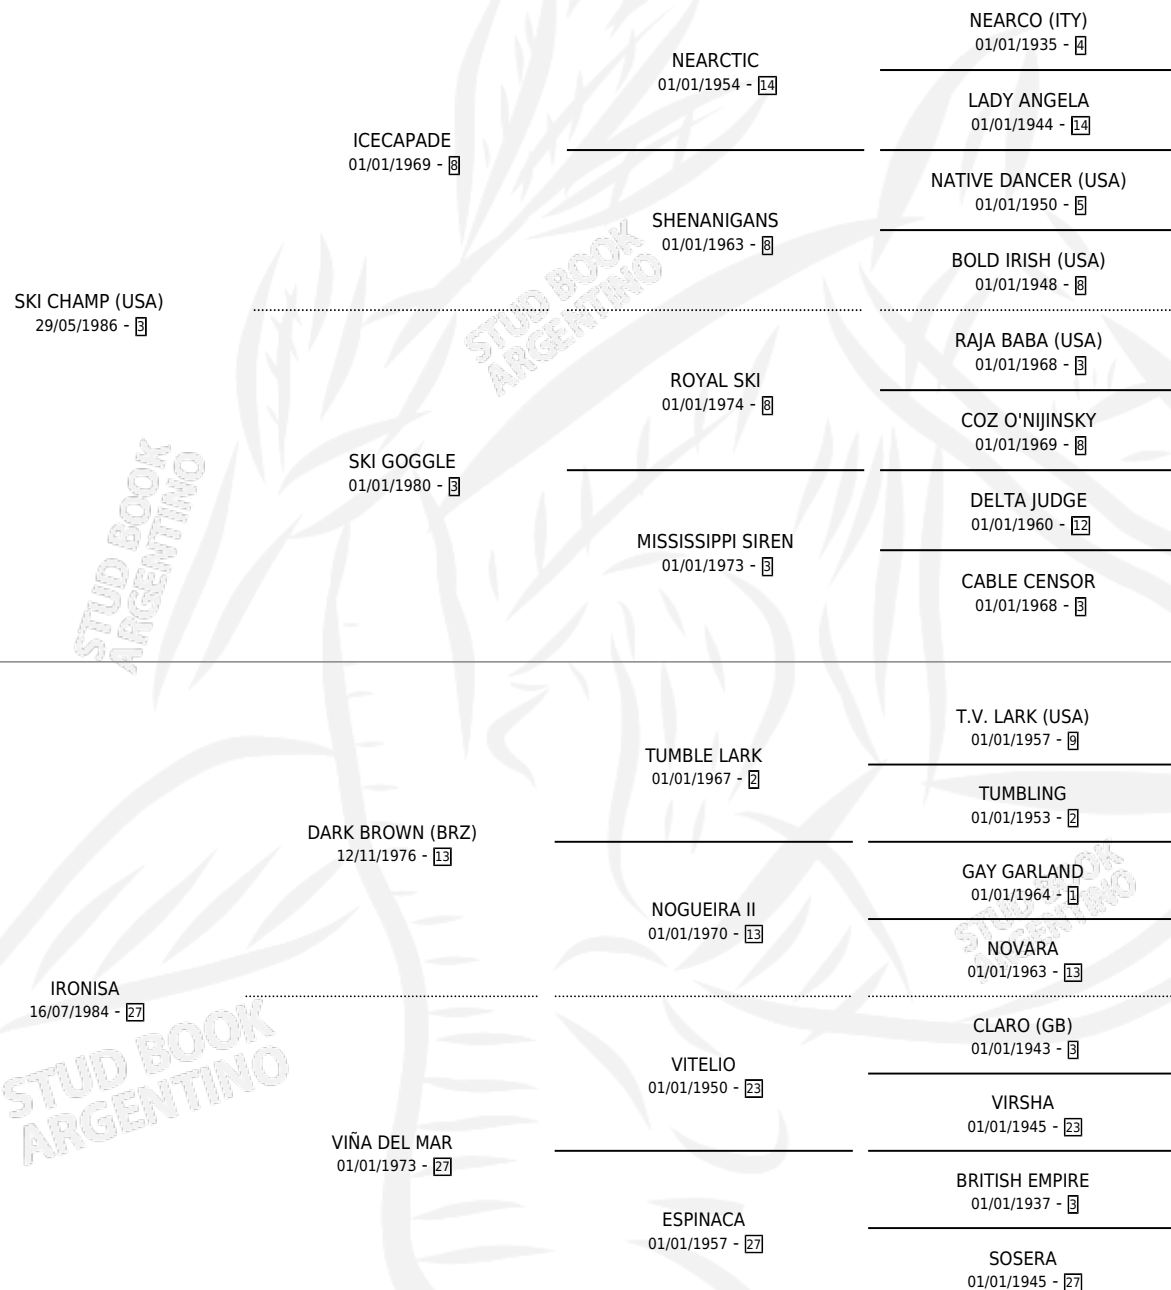 NEARCO (ITY)
01/01/1935 - 4
NEARCTIC
01/01/1954 - 14
LADY ANGELA
01/01/1944 - 14
ICECAPADE
01/01/1969 - 8
NATIVE DANCER (USA)
01/01/1950 - 5
SHENANIGANS
01/01/1963 - 8
BOLD IRISH (USA)
01/01/1948 - 8
SKI CHAMP (USA)
29/05/1986 - 3
RAJA BABA (USA)
01/01/1968 - 3
ROYAL SKI
01/01/1974 - 8
COZ O'NIJINSKY
01/01/1969 - 8
SKI GOGGLE
01/01/1980 - 3
DELTA JUDGE
01/01/1960 - 12
MISSISSIPPI SIREN
01/01/1973 - 3
CABLE CENSOR
01/01/1968 - 3
T.V. LARK (USA)
01/01/1957 - 9
TUMBLE LARK
01/01/1967 - 2
TUMBLING
01/01/1953 - 2
DARK BROWN (BRZ)
12/11/1976 - 13
GAY GARLAND
01/01/1964 - 1
NOGUEIRA II
01/01/1970 - 13
NOVARA
01/01/1963 - 13
IRONISA
16/07/1984 - 27
CLARO (GB)
01/01/1943 - 3
VITELIO
01/01/1950 - 23
VIRSHA
01/01/1945 - 23
VIÑA DEL MAR
01/01/1973 - 27
BRITISH EMPIRE
01/01/1937 - 3
ESPINACA
01/01/1957 - 27
SOSERA
01/01/1945 - 27
STUD BOOK
ARGENTINO
STUD BOOK
ARGENTINO
STUD BOOK
ARGENTINO
STUD BOOK
ARGENTINO